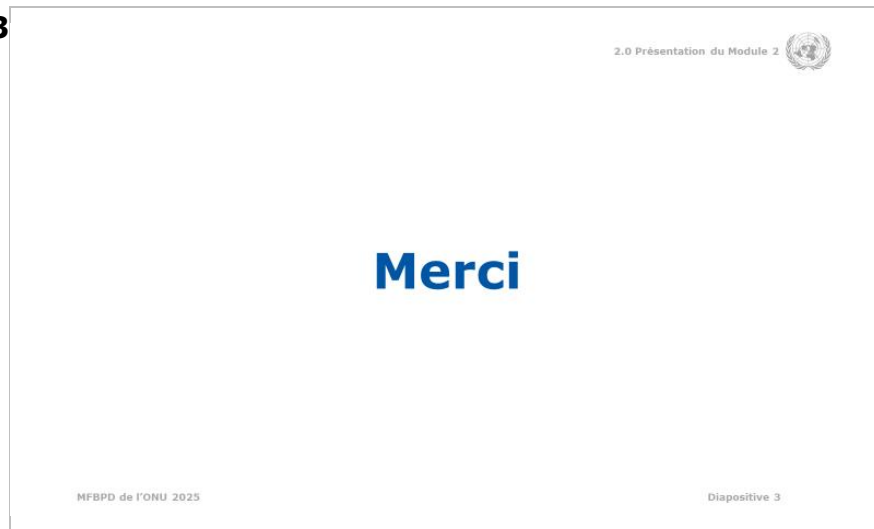 3
2.0 Présentation du Module 2
Merci
MFBPD de l'ONU 2025
Diapositive 3